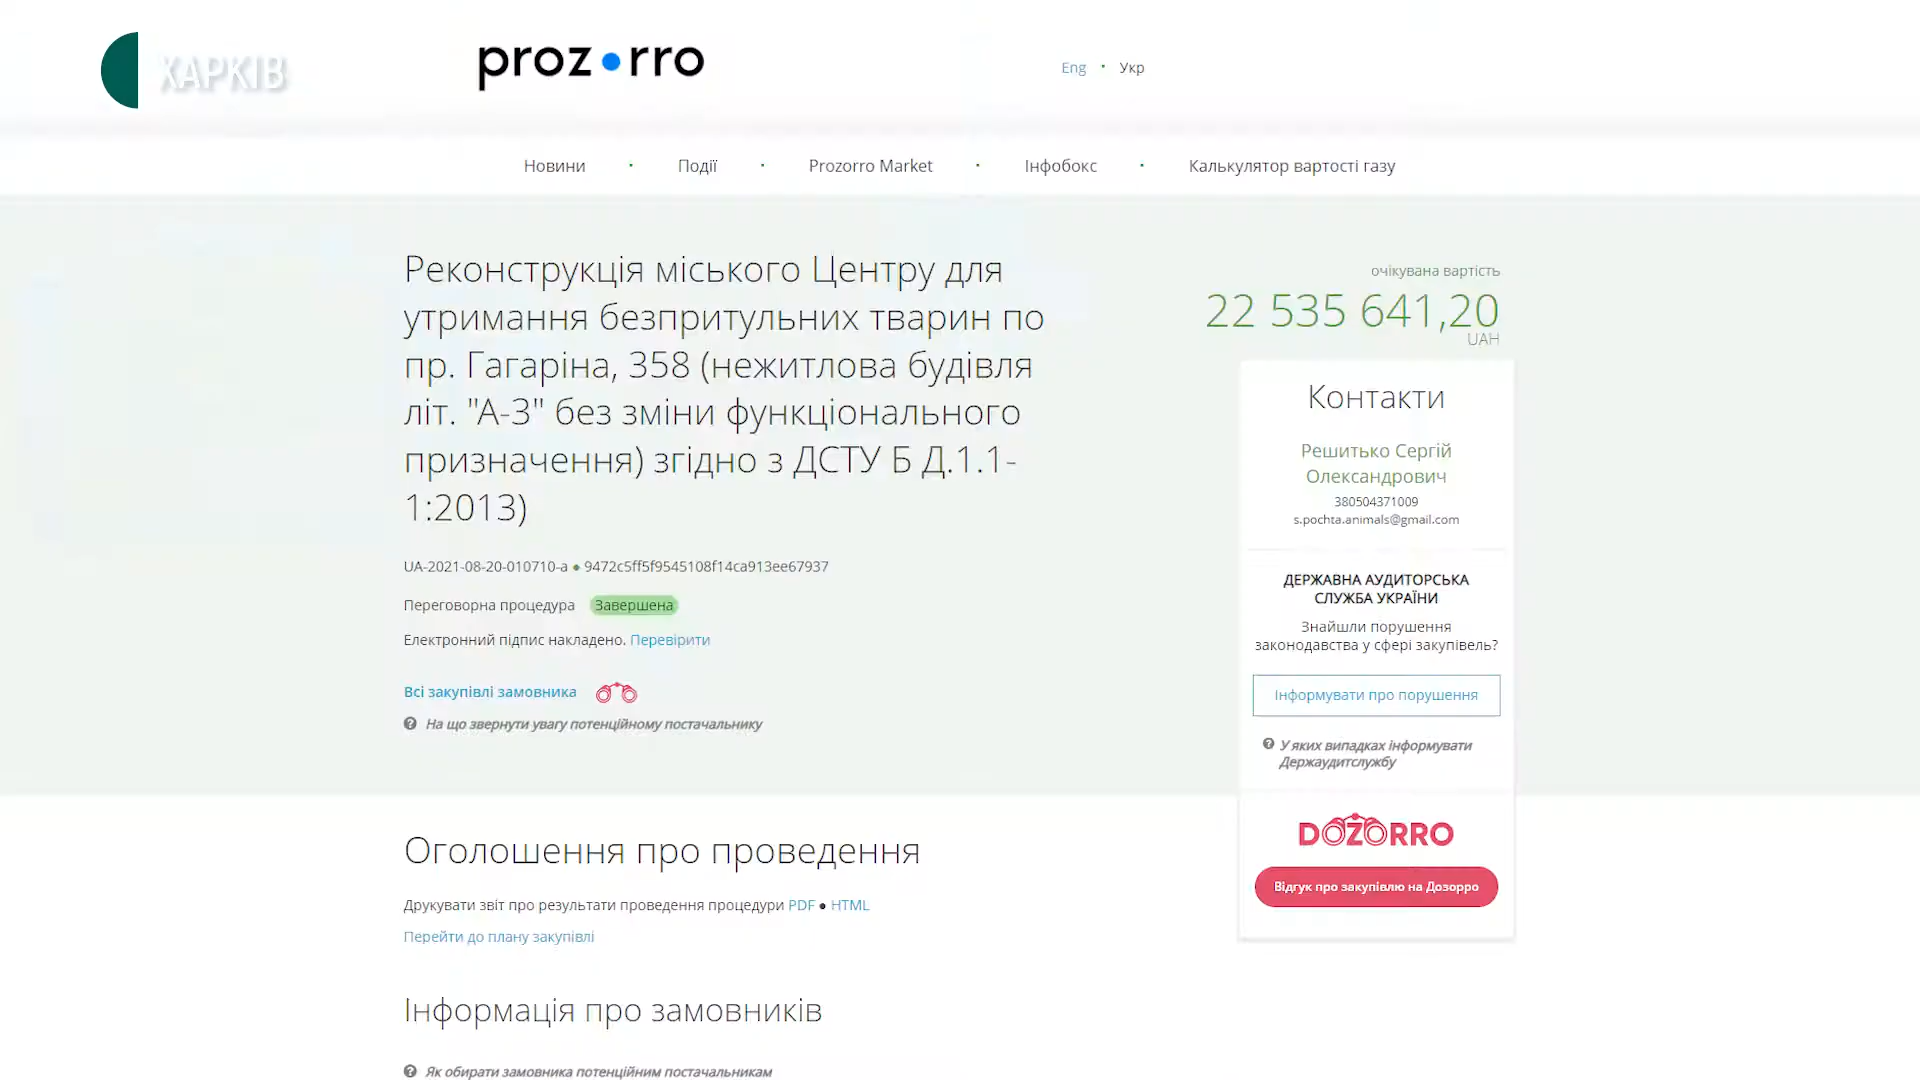 ХАРКІВ
prozorro
Eng • Укр
Новини • Події • Prozorro Market • Інфобокс • Калькулятор вартості газу
Реконструкція міського Центру для
утримання безпритульних тварин по
пр. Гагаріна, 358 (нежитлова будівля
літ. "А-3" без зміни функціонального
призначення) згідно з ДСТУ Б Д.1.1-
1:2013)
UA-2021-08-20-010710-a ● 9472c5ff5f9545108f14ca913ee67937
Переговорна процедура Завершена
Електронний підпис накладено. Перевірити
Всі закупівлі замовника
На що звернути увагу потенційному постачальнику
очікувана вартість
22 535 641,20
UAH
Контакти
Решитько Сергій
Олександрович
380504371009
s.pochta.animals@gmail.com
ДЕРЖАВНА АУДИТОРСЬКА
СЛУЖБА УКРАЇНИ
Знайшли порушення
законодавства у сфері закупівель?
Інформувати про порушення
У яких випадках інформувати
Держаудитслужбу
DOZORRO
Відгук про закупівлю на Дозорро
Оголошення про проведення
Друкувати звіт про результати проведення процедури PDF ● HTML
Перейти до плану закупівлі
Інформація про замовників
Як обирати замовника потенційним постачальникам